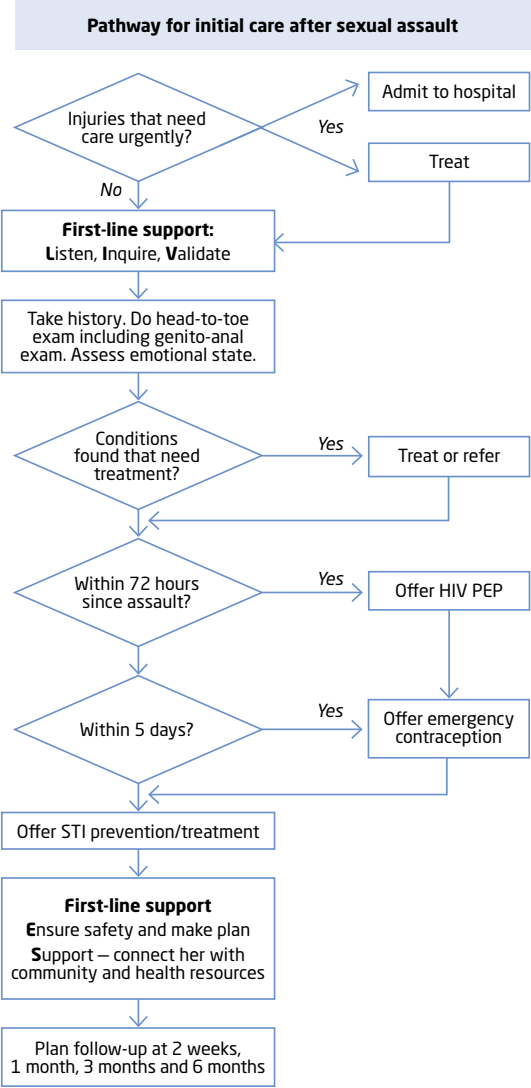 Pathway for initial care after sexual assault
Injuries that need
care urgently?
Yes
Admit to hospital
Treat
No
First-line support:
Listen, Inquire, Validate
Take history. Do head-to-toe
exam including genito-anal
exam. Assess emotional state.
Conditions
found that need
treatment?
Yes
Treat or refer
Within 72 hours
since assault?
Yes
Offer HIV PEP
Within 5 days?
Yes
Offer emergency
contraception
Offer STI prevention/treatment
First-line support
Ensure safety and make plan
Support — connect her with
community and health resources
Plan follow-up at 2 weeks,
1 month, 3 months and 6 months